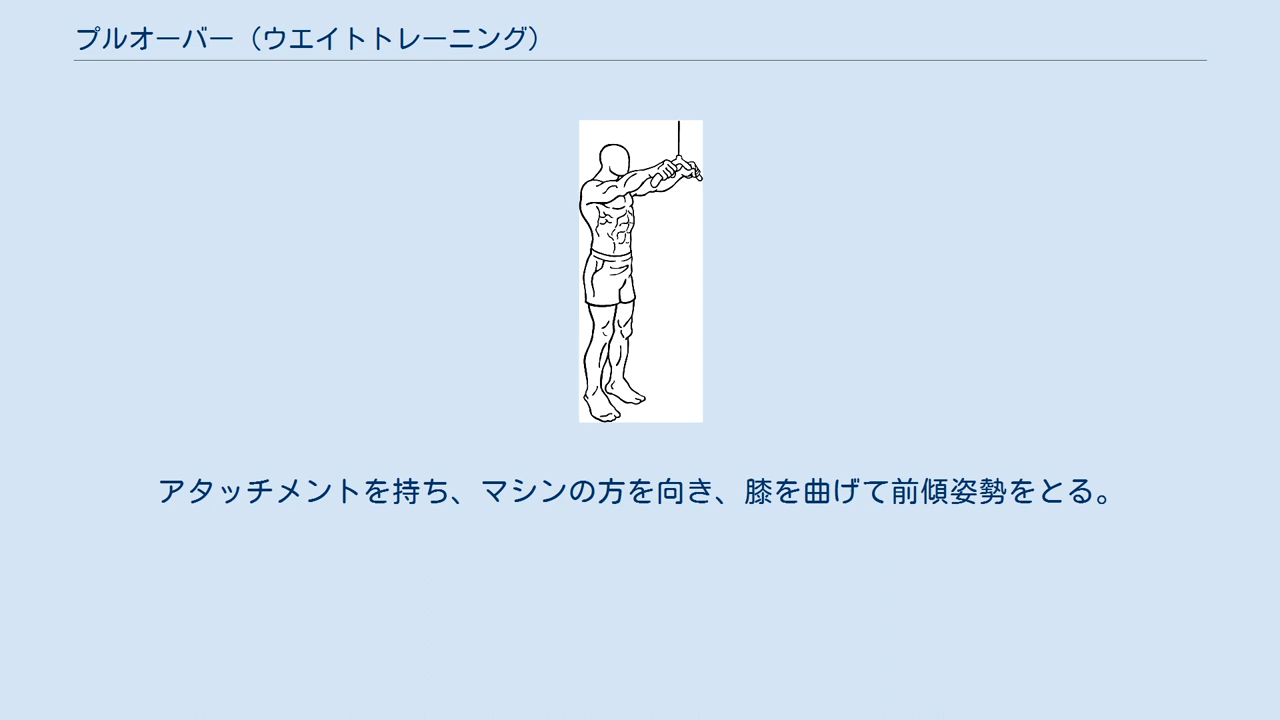 プルオーバー（ウエイトトレーニング）
アタッチメントを持ち、マシンの方を向き、膝を曲げて前傾姿勢をとる。